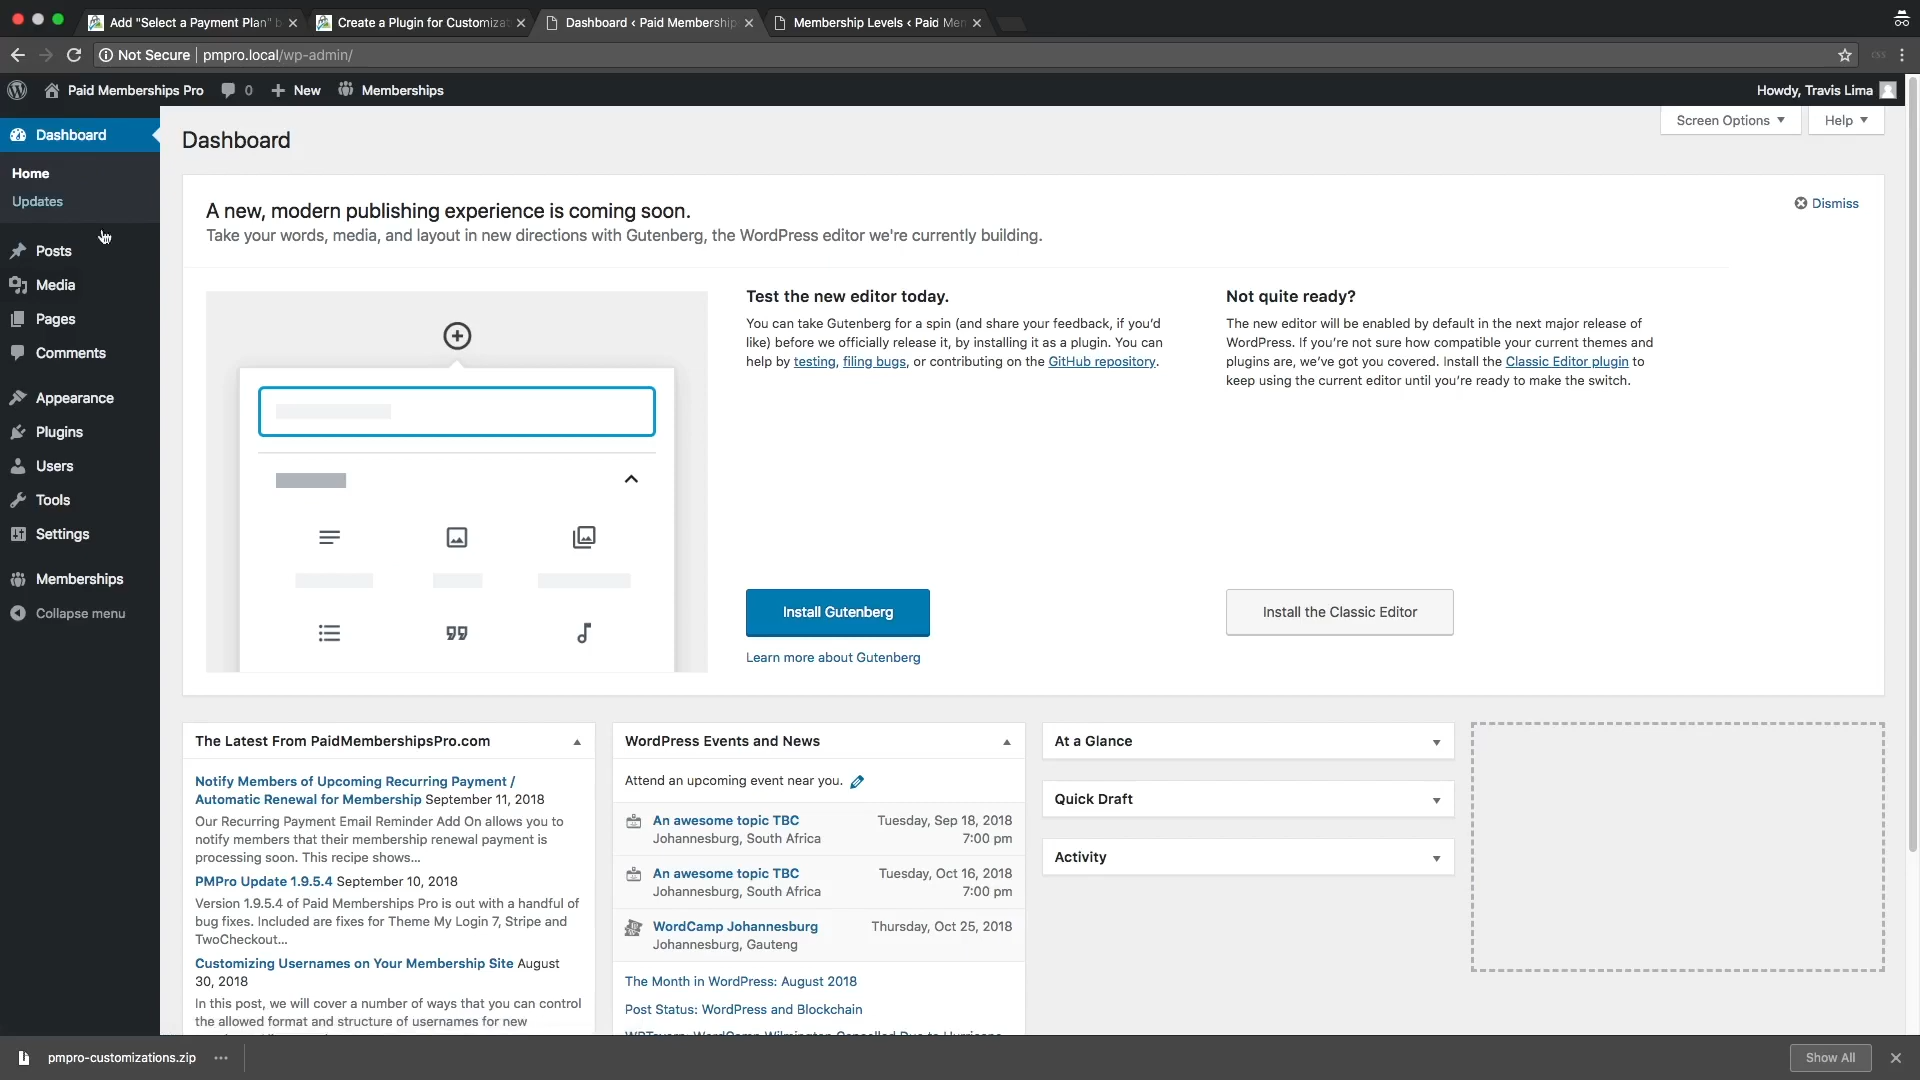 Add "Select a Payment Plan" b
Create a Plugin for Customizat
Dashboard ‹ Paid Membership
Membership Levels ‹ Paid Mem
Not Secure | pmpro.local/wp-admin/
css
Paid Memberships Pro
0
New
Memberships
Howdy, Travis Lima
Dashboard
Home
Updates
Posts
Media
Pages
Comments
Appearance
Plugins
Users
Tools
Settings
Memberships
Collapse menu
Dashboard
Screen Options
Help
A new, modern publishing experience is coming soon.
Take your words, media, and layout in new directions with Gutenberg, the WordPress editor we're currently building.
Dismiss
Test the new editor today.
You can take Gutenberg for a spin (and share your feedback, if you'd
like) before we officially release it, by installing it as a plugin. You can
help by testing, filing bugs, or contributing on the GitHub repository.
Install Gutenberg
Learn more about Gutenberg
Not quite ready?
The new editor will be enabled by default in the next major release of
WordPress. If you're not sure how compatible your current themes and
plugins are, we've got you covered. Install the Classic Editor plugin to
keep using the current editor until you're ready to make the switch.
Install the Classic Editor
The Latest From PaidMembershipsPro.com
Notify Members of Upcoming Recurring Payment /
Automatic Renewal for Membership September 11, 2018
Our Recurring Payment Email Reminder Add On allows you to
notify members that their membership renewal payment is
processing soon. This recipe shows...
PMPro Update 1.9.5.4 September 10, 2018
Version 1.9.5.4 of Paid Memberships Pro is out with a handful of
bug fixes. Included are fixes for Theme My Login 7, Stripe and
TwoCheckout...
Customizing Usernames on Your Membership Site August
30, 2018
In this post, we will cover a number of ways that you can control
the allowed format and structure of usernames for new
WordPress Events and News
Attend an upcoming event near you.
An awesome topic TBC
Johannesburg, South Africa
Tuesday, Sep 18, 2018
7:00 pm
An awesome topic TBC
Johannesburg, South Africa
Tuesday, Oct 16, 2018
7:00 pm
WordCamp Johannesburg
Johannesburg, Gauteng
Thursday, Oct 25, 2018
The Month in WordPress: August 2018
Post Status: WordPress and Blockchain
WPTavern: WordCamp Wilmington Cancelled Due to Hurricane
At a Glance
Quick Draft
Activity
pmpro-customizations.zip
Show All